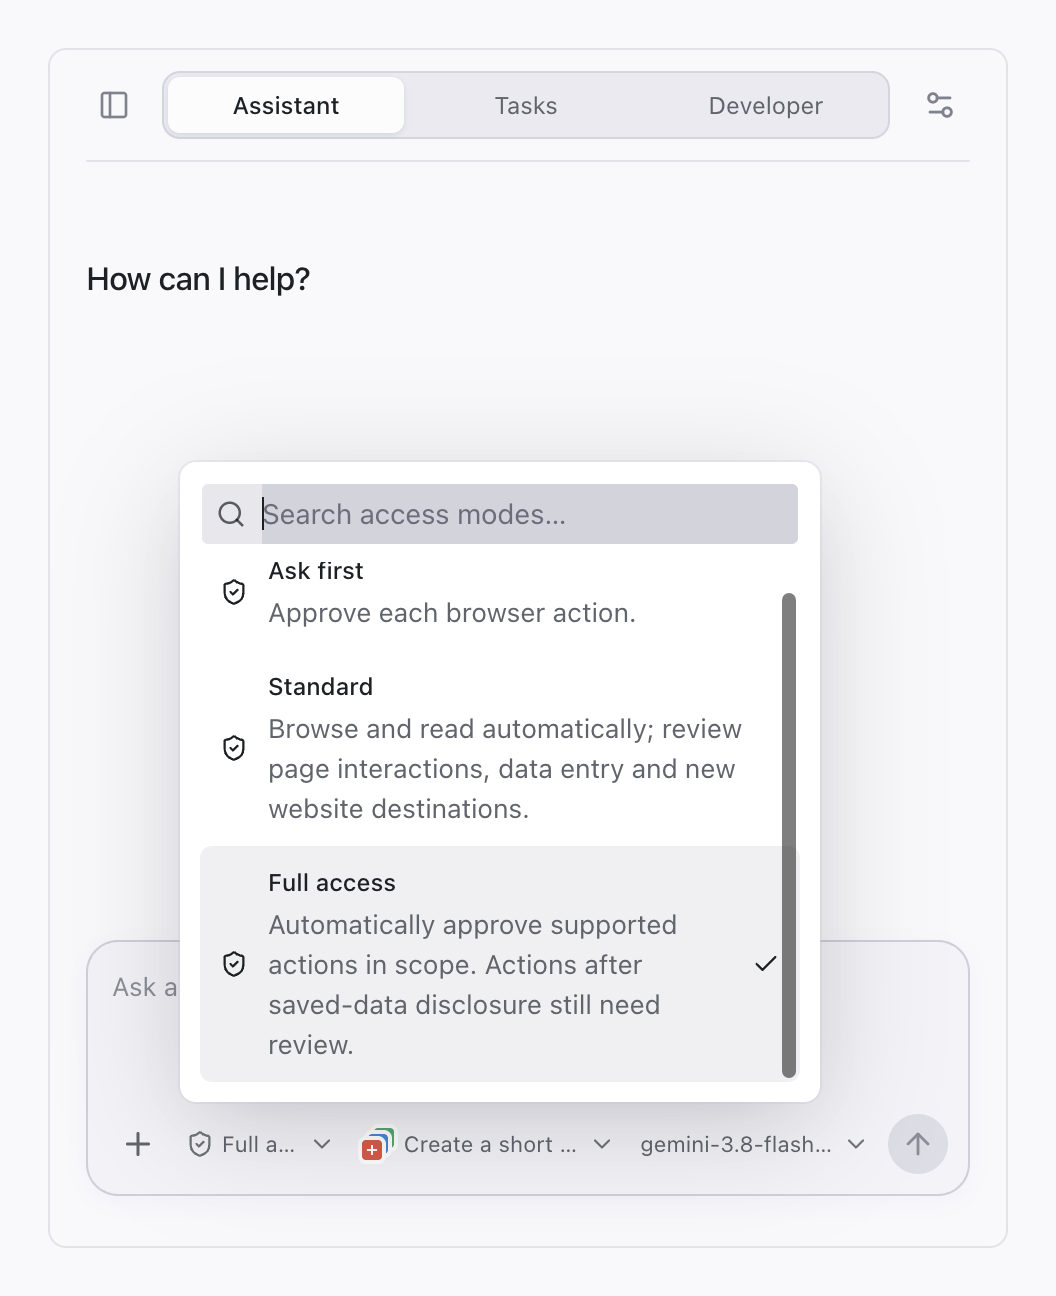 Assistant
Tasks
Developer
How can I help?
Search access modes...
Ask first
Approve each browser action.
Standard
Browse and read automatically; review
page interactions, data entry and new
website destinations.
Full access
Automatically approve supported
actions in scope. Actions after
saved-data disclosure still need
review.
Ask a
Full a...
Create a short ...
gemini-3.8-flash...